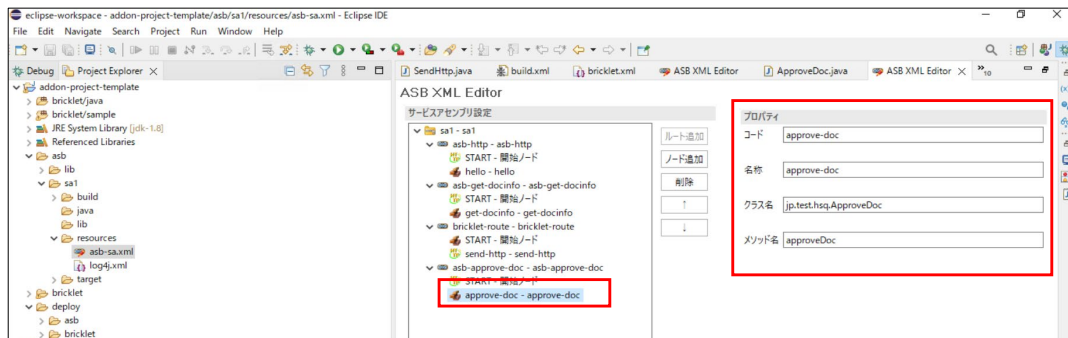 eclipse-workspace - addon-project-template/asb/sa1/resources/asb-sa.xml - Eclipse IDE
File Edit Navigate Search Project Run Window Help
Debug Project Explorer
SendHttp.java build.xml bricklet.xml ASB XML Editor ApproveDoc.java ASB XML Editor »10
addon-project-template
bricklet/java
bricklet/sample
JRE System Library [jdk-1.8]
Referenced Libraries
asb
lib
sa1
build
java
lib
resources
asb-sa.xml
log4j.xml
target
bricklet
deploy
asb
bricklet
ASB XML Editor
サービスアセンブリ設定
sa1 - sa1
asb-http - asb-http
START - 開始ノード
hello - hello
asb-get-docinfo - asb-get-docinfo
START - 開始ノード
get-docinfo - get-docinfo
bricklet-route - bricklet-route
START - 開始ノード
send-http - send-http
asb-approve-doc - asb-approve-doc
START - 開始ノード
approve-doc - approve-doc
ルート追加
ノード追加
削除
↑
↓
プロパティ
コード approve-doc
名称 approve-doc
クラス名 jp.test.hsq.ApproveDoc
メソッド名 approveDoc